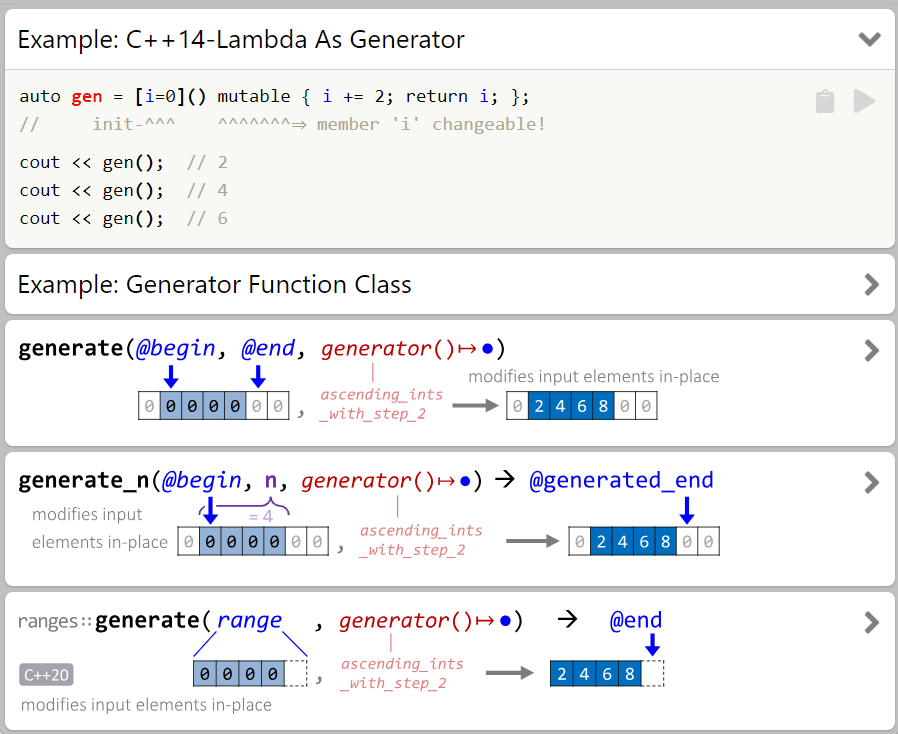 Example: C++14-Lambda As Generator
auto gen = [i=0]() mutable { i += 2; return i; };
//     init-^^^    ^^^^^^^⇒ member 'i' changeable!
cout << gen();  // 2
cout << gen();  // 4
cout << gen();  // 6
Example: Generator Function Class
generate(@begin, @end, generator()↦●)
modifies input elements in-place
0 0 0 0 0 0 0 , ascending_ints 0 2 4 6 8 0 0
_with_step_2
generate_n(@begin, n, generator()↦●) → @generated_end
modifies input = 4
elements in-place 0 0 0 0 0 0 0 , ascending_ints 0 2 4 6 8 0 0
_with_step_2
ranges::generate( range , generator()↦●) → @end
C++20 0 0 0 0 , ascending_ints 2 4 6 8
_with_step_2
modifies input elements in-place